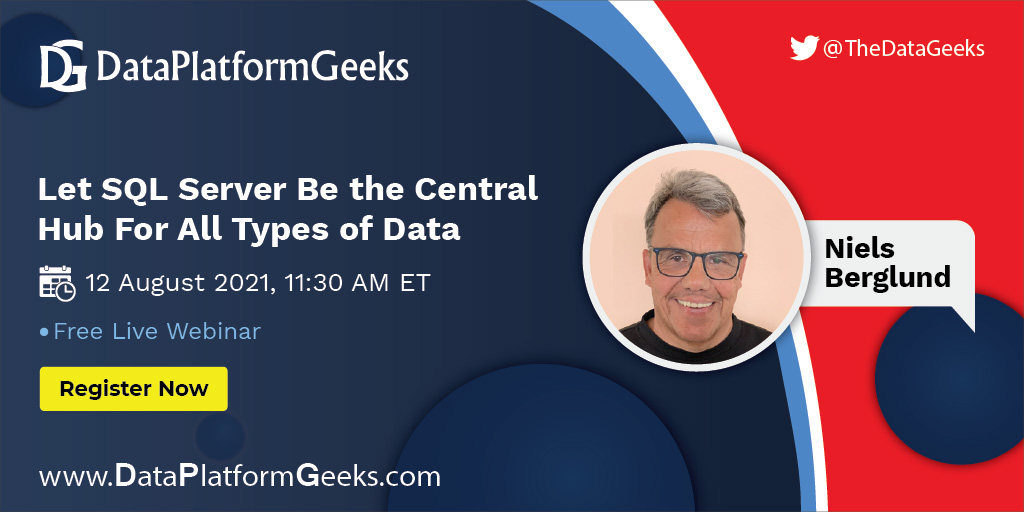 DG DataPlatformGeeks
@TheDataGeeks
Let SQL Server Be the Central
Hub For All Types of Data
12 August 2021, 11:30 AM ET
•Free Live Webinar
Register Now
Niels
Berglund
www.DataPlatformGeeks.com